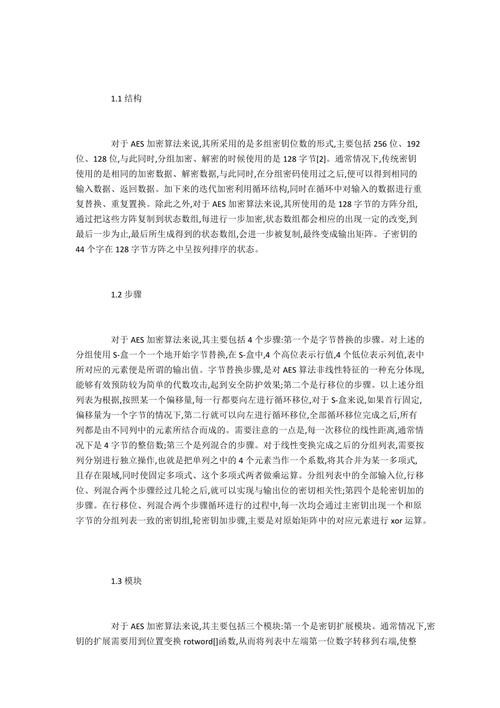 1.1 结构
对于 AES 加密算法来说,其所采用的是多组密钥位数的形式,主要包括 256 位、192
位、128 位,与此同时,分组加密、解密的时候使用的是 128 字节[2]。通常情况下,传统密钥
使用的是相同的加密数据、解密数据,与此同时,在分组密码使用过之后,便可以得到相同的
输入数据、返回数据。加下来的迭代加密利用循环结构,同时在循环中对输入的数据进行重
复替换、重复置换。除此之外,对于 AES 加密算法来说,其所使用的是 128 字节的方阵分组,
通过把这些方阵复制到状态数组,每进行一步加密,状态数组都会相应的出现一定的改变,到
最后一步为止,最后所生成得到的状态数组,会进一步被复制,最终变成输出矩阵。子密钥的
44 个字在 128 字节方阵之中呈按列排序的状态。
1.2 步骤
对于 AES 加密算法来说,其主要包括 4 个步骤:第一个是字节替换的步骤。对上述的
分组使用 S-盒一个一个地开始字节替换,在 S-盒中,4 个高位表示行值,4 个低位表示列值,表中
所对应的元素便是所谓的输出值。字节替换步骤,是对 AES 算法非线性特征的一种充分体现,
能够有效预防较为简单的代数攻击,起到安全防护效果;第二个是行移位的步骤。以上述分组
列表为根据,按照某一个偏移量,每一行都要向左进行循环移位,对于 S-盒来说,如果首行固定,
偏移量为一个字节的情况下,第二行就可以向左进行循环移位,全部循环移位完成之后,所有
列都是由不同列中的元素所结合而成的。需要注意的一点是,每一次移位的线性距离,通常情
况下是 4 字节的整倍数;第三个是列混合的步骤。对于线性变换完成之后的分组列表,需要按
列分别进行独立操作,也就是把单列之中的 4 个元素当作一个系数,将其合并为某一多项式,
且存在限域,同时使固定多项式、这个多项式两者做乘运算。分组列表中的全部输入位,行移
位、列混合两个步骤经过几轮之后,就可以实现与输出位的密切相关性;第四个是轮密钥加的
步骤。在行移位、列混合两个步骤循环进行的过程中,每一次均会通过主密钥出现一个和原
字节的分组列表一致的密钥组,轮密钥加步骤,主要是对原始矩阵中的对应元素进行 xor 运算。
1.3 模块
对于 AES 加密算法来说,其主要包括三个模块:第一个是密钥扩展模块。通常情况下,密
钥的扩展需要用到位置变换 rotword[]函数,从而将列表中左端第一位数字转移到右端,使整